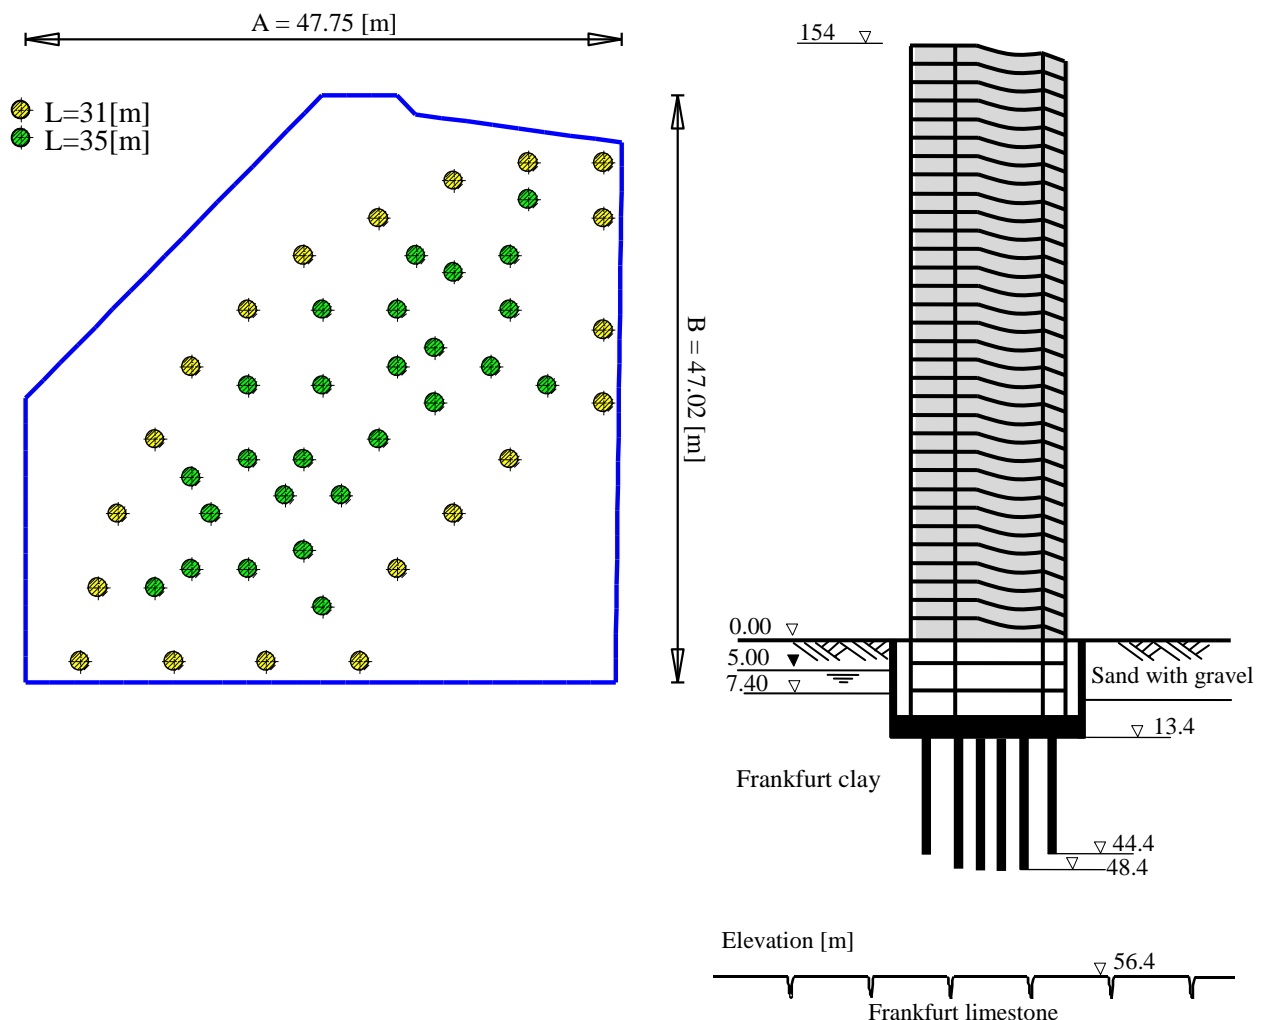 A = 47.75 [m]
L=31[m]
L=35[m]
B = 47.02 [m]
154
0.00
5.00
7.40
Sand with gravel
13.4
Frankfurt clay
44.4
48.4
Elevation [m]
56.4
Frankfurt limestone